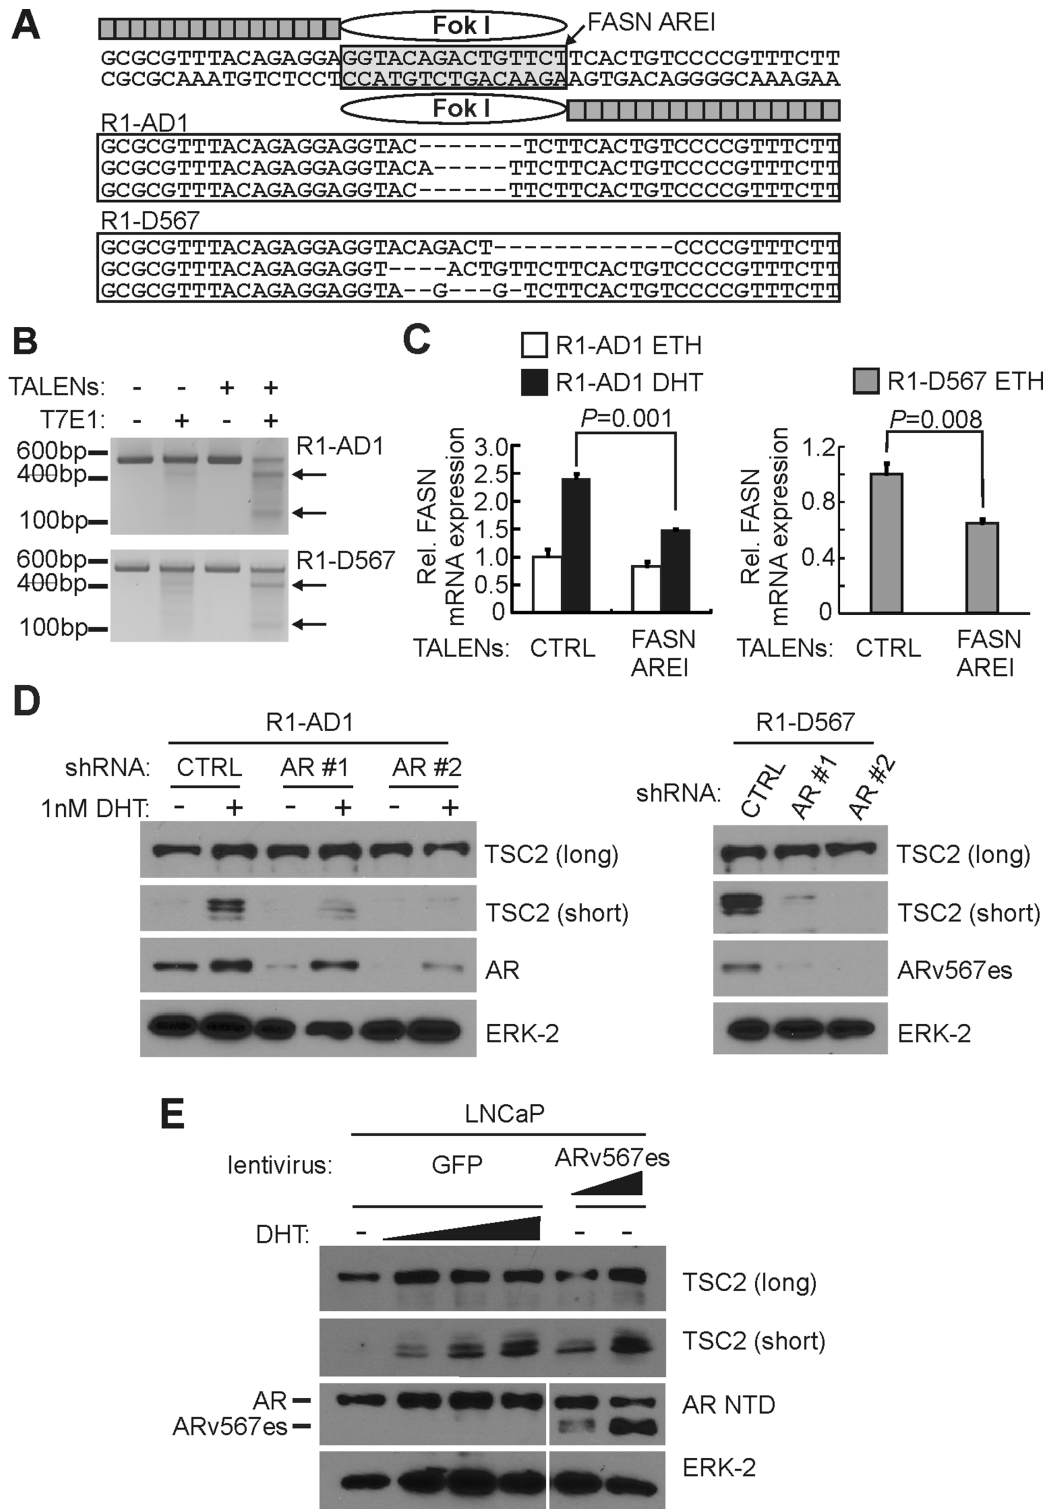 A
Fok I
FASN AREI
GCGCGTTTACAGAGGAGGTACAGACTGTTCTTCACTGTCCCCGTTTCTT
CGCGCAAATGTCTCCTCCATGTCTGACAAGAAGTGACAGGGGCAAAGAA
Fok I
R1-AD1
GCGCGTTTACAGAGGAGGTAC-------TCTTCACTGTCCCCGTTTCTT
GCGCGTTTACAGAGGAGGTACA-----TTCTTCACTGTCCCCGTTTCTT
GCGCGTTTACAGAGGAGGTAC------TTCTTCACTGTCCCCGTTTCTT
R1-D567
GCGCGTTTACAGAGGAGGTACAGACT------------CCCCGTTTCTT
GCGCGTTTACAGAGGAGGT----ACTGTTCTTCACTGTCCCCGTTTCTT
GCGCGTTTACAGAGGAGGTA--G---G-TCTTCACTGTCCCCGTTTCTT
B
TALENs: - - + +
T7E1: - + - +
600bp
400bp
100bp
R1-AD1
600bp
400bp
100bp
R1-D567
C
R1-AD1 ETH
R1-AD1 DHT
P=0.001
Rel. FASN
mRNA expression
3.0
2.5
2.0
1.5
1.0
0.5
0
TALENs: CTRL FASN
AREI
R1-D567 ETH
P=0.008
Rel. FASN
mRNA expression
1.2
0.8
0.4
0
TALENs: CTRL FASN
AREI
D
R1-AD1
shRNA: CTRL AR #1 AR #2
1nM DHT: - + - + - +
TSC2 (long)
TSC2 (short)
AR
ERK-2
R1-D567
shRNA: CTRL AR #1 AR #2
TSC2 (long)
TSC2 (short)
ARv567es
ERK-2
E
LNCaP
lentivirus: GFP ARv567es
DHT: - - -
TSC2 (long)
TSC2 (short)
AR
ARv567es
AR NTD
ERK-2